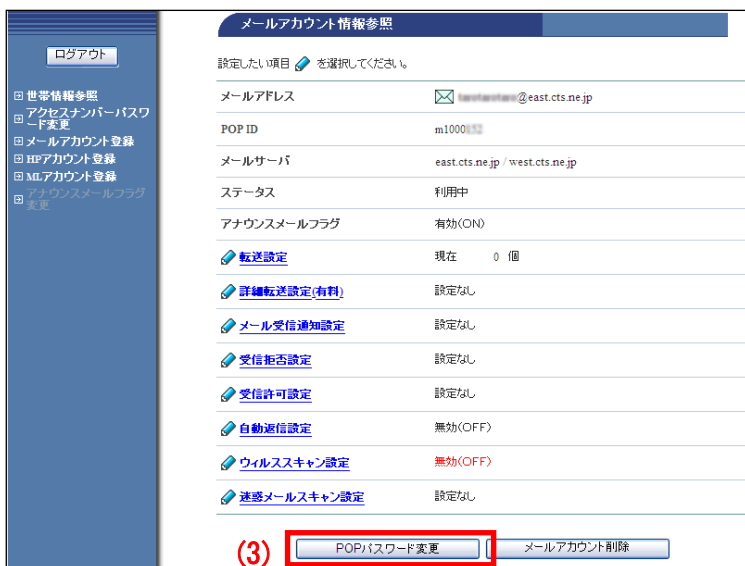 メールアカウント情報参照
ログアウト
設定したい項目 を選択してください。
世帯情報参照
アクセスナンバーパスワ
ード変更
メールアカウント登録
HPアカウント登録
MLアカウント登録
アナウンスメールフラグ
変更
メールアドレス @east.cts.ne.jp
POP ID m1000
メールサーバ east.cts.ne.jp / west.cts.ne.jp
ステータス 利用中
アナウンスメールフラグ 有効(ON)
転送設定 現在 0 個
詳細転送設定(有料) 設定なし
メール受信通知設定 設定なし
受信拒否設定 設定なし
受信許可設定 設定なし
自動返信設定 無効(OFF)
ウィルススキャン設定 無効(OFF)
迷惑メールスキャン設定 設定なし
(3) POPパスワード変更 メールアカウント削除